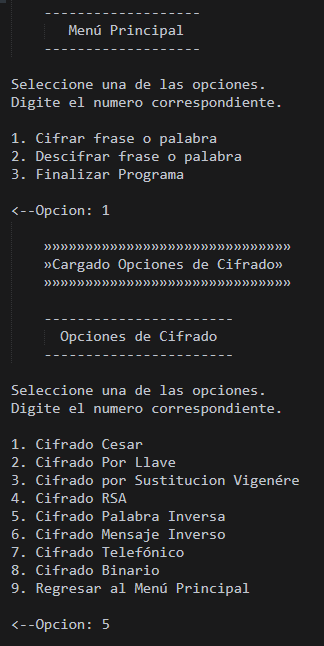 -------------------
Menú Principal
-------------------
Seleccione una de las opciones.
Digite el numero correspondiente.
1. Cifrar frase o palabra
2. Descifrar frase o palabra
3. Finalizar Programa
<--Opcion: 1
»»»»»»»»»»»»»»»»»»»»»»»»»»»»»»
»Cargado Opciones de Cifrado»
»»»»»»»»»»»»»»»»»»»»»»»»»»»»»»
-----------------------
Opciones de Cifrado
-----------------------
Seleccione una de las opciones.
Digite el numero correspondiente.
1. Cifrado Cesar
2. Cifrado Por Llave
3. Cifrado por Sustitucion Vigenére
4. Cifrado RSA
5. Cifrado Palabra Inversa
6. Cifrado Mensaje Inverso
7. Cifrado Telefónico
8. Cifrado Binario
9. Regresar al Menú Principal
<--Opcion: 5